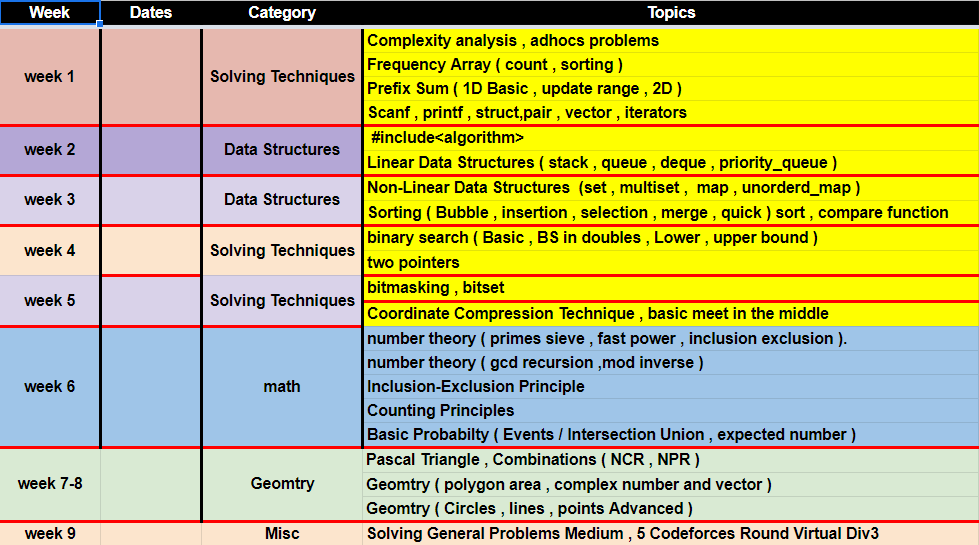 Week Dates Category Topics
week 1 Solving Techniques Complexity analysis , adhocs problems
Frequency Array ( count , sorting )
Prefix Sum ( 1D Basic , update range , 2D )
Scanf , printf , struct,pair , vector , iterators
week 2 Data Structures #include<algorithm>
Linear Data Structures ( stack , queue , deque , priority_queue )
week 3 Data Structures Non-Linear Data Structures (set , multiset , map , unorderd_map )
Sorting ( Bubble , insertion , selection , merge , quick ) sort , compare function
week 4 Solving Techniques binary search ( Basic , BS in doubles , Lower , upper bound )
two pointers
week 5 Solving Techniques bitmasking , bitset
Coordinate Compression Technique , basic meet in the middle
week 6 math number theory ( primes sieve , fast power , inclusion exclusion ).
number theory ( gcd recursion ,mod inverse )
Inclusion-Exclusion Principle
Counting Principles
Basic Probabilty ( Events / Intersection Union , expected number )
week 7-8 Geomtry Pascal Triangle , Combinations ( NCR , NPR )
Geomtry ( polygon area , complex number and vector )
Geomtry ( Circles , lines , points Advanced )
week 9 Misc Solving General Problems Medium , 5 Codeforces Round Virtual Div3